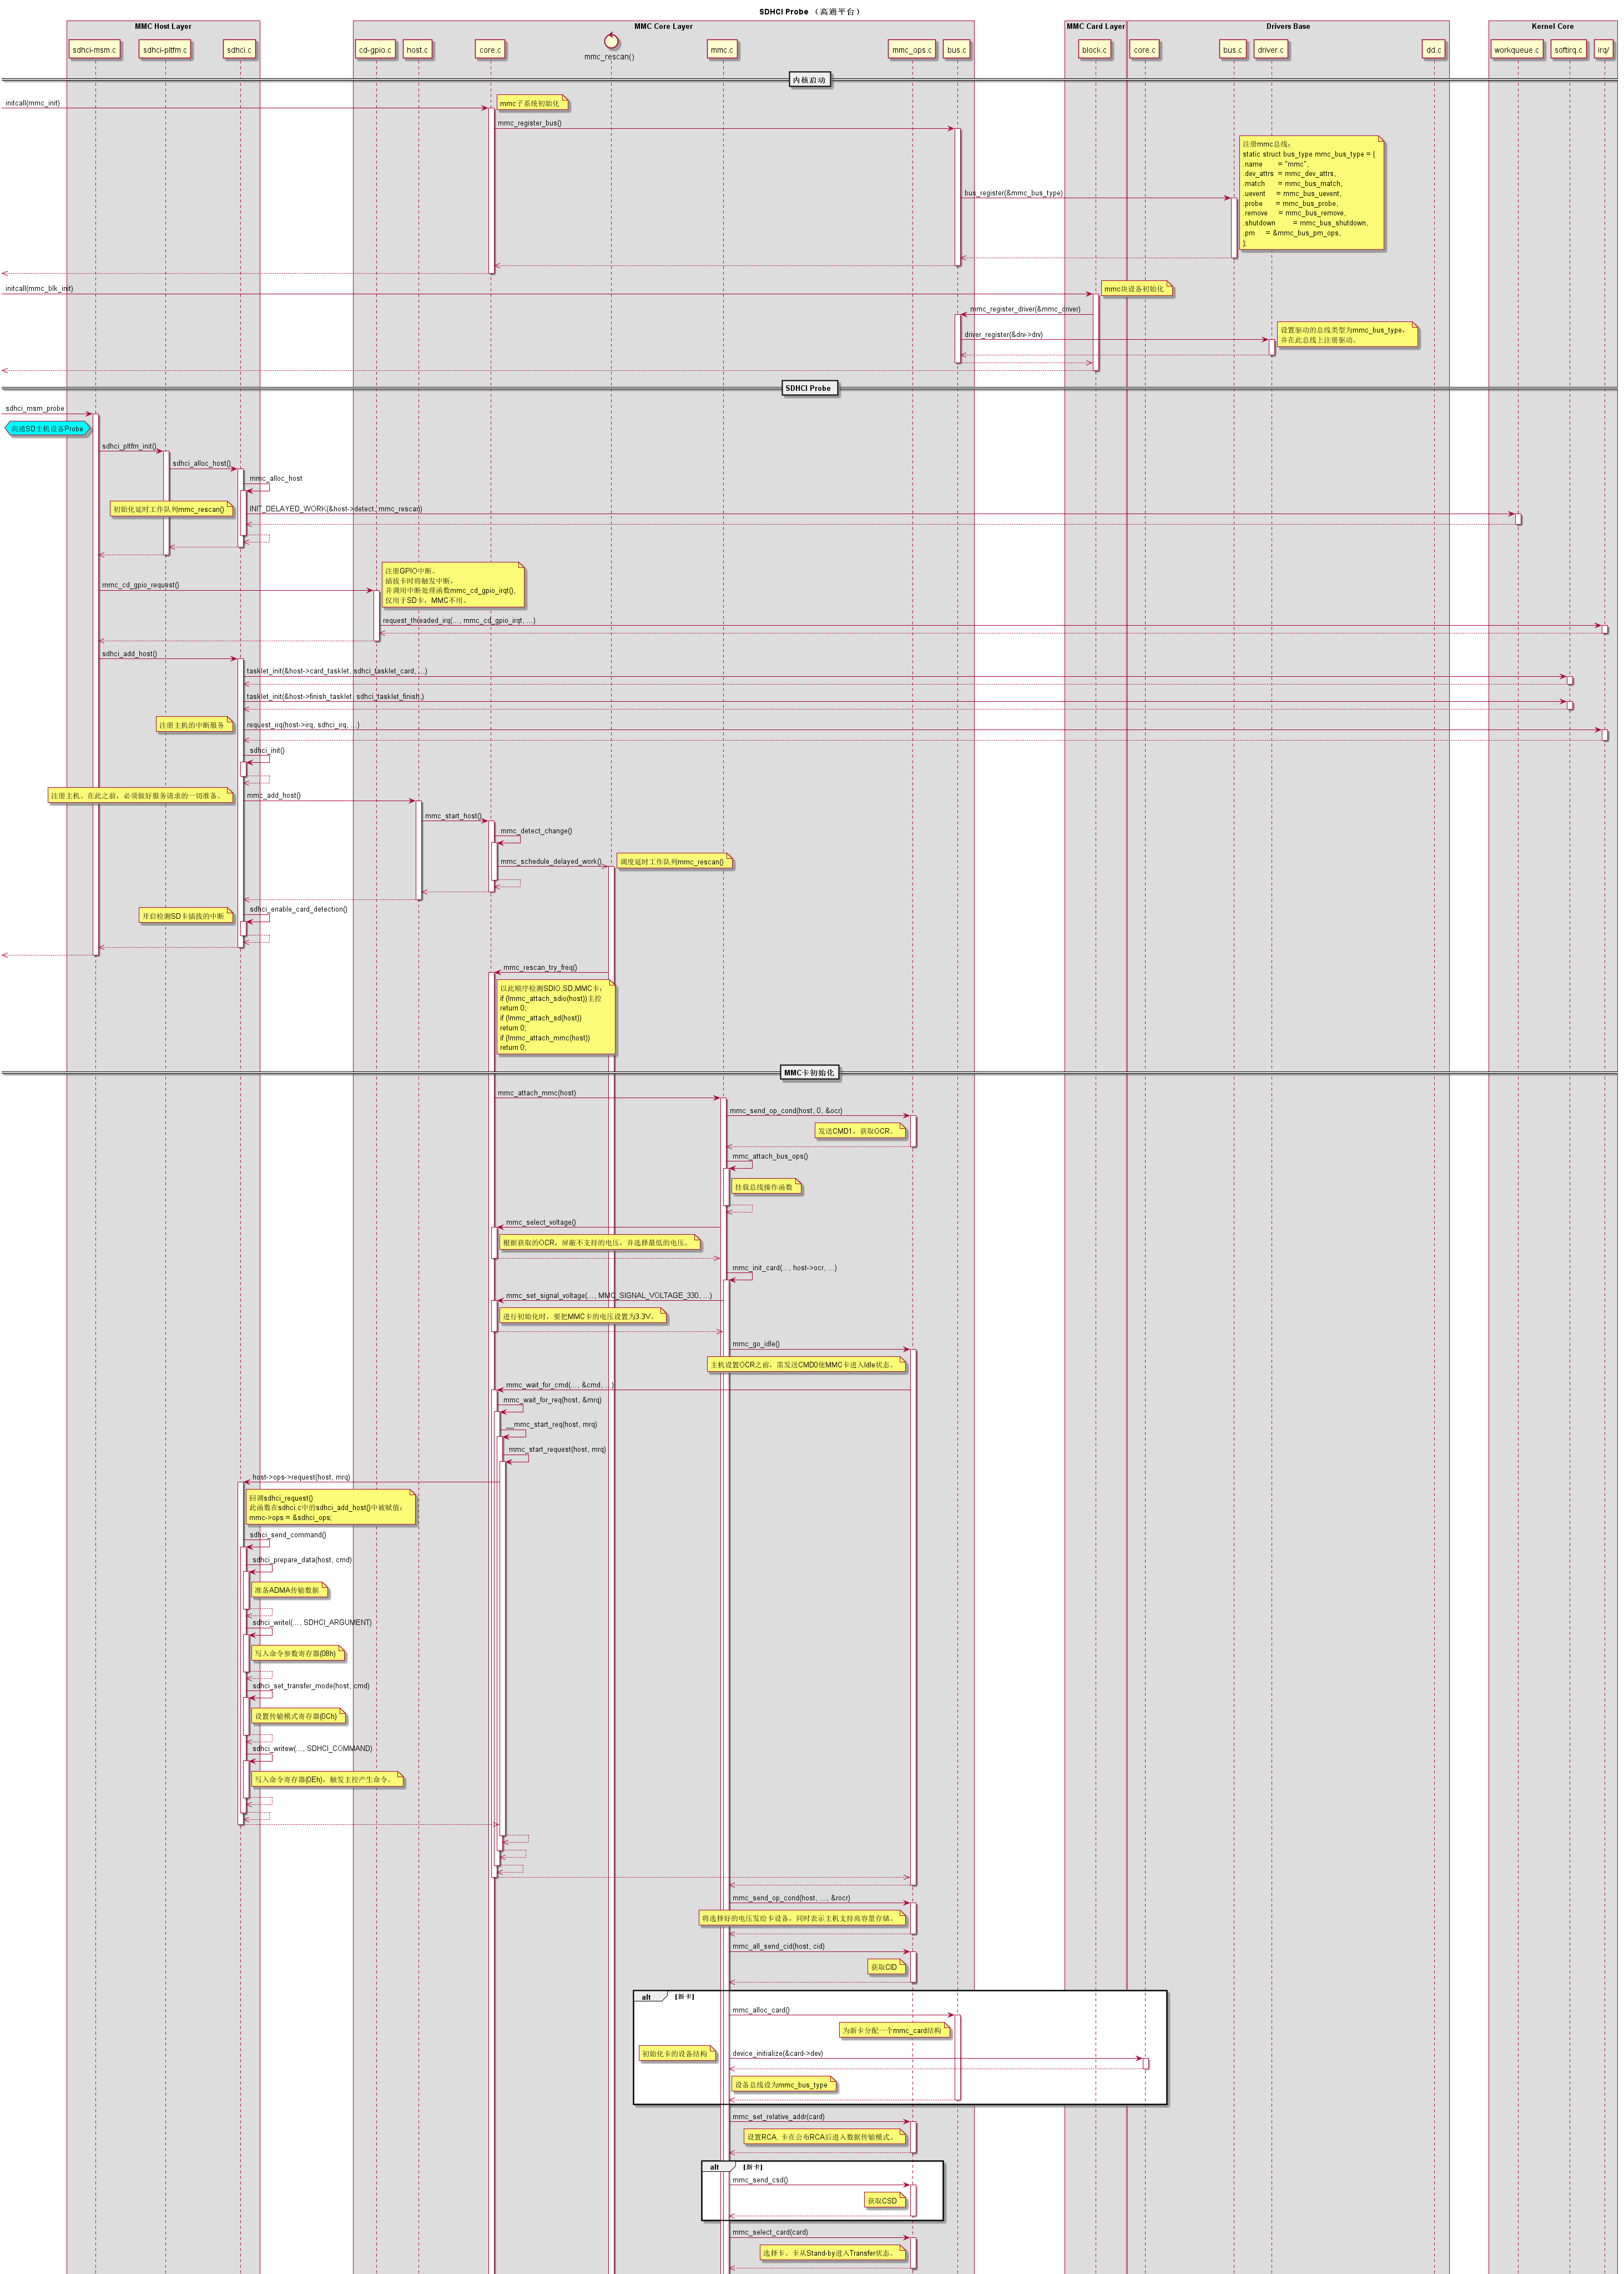 SDHCI Probe （高通平台）
MMC Host Layer
MMC Core Layer
MMC Card Layer
Drivers Base
Kernel Core
sdhci-msm.c
sdhci-pltfm.c
sdhci.c
cd-gpio.c
host.c
core.c
mmc_rescan()
mmc.c
mmc_ops.c
bus.c
block.c
core.c
bus.c
driver.c
dd.c
workqueue.c
softirq.c
irq/
内核启动
initcall(mmc_init)
mmc子系统初始化
mmc_register_bus()
注册mmc总线：
static struct bus_type mmc_bus_type = {
.name = "mmc",
.dev_attrs = mmc_dev_attrs,
.match = mmc_bus_match,
.uevent = mmc_bus_uevent,
.probe = mmc_bus_probe,
.remove = mmc_bus_remove,
.shutdown = mmc_bus_shutdown,
.pm = &mmc_bus_pm_ops,
};
bus_register(&mmc_bus_type)
initcall(mmc_blk_init)
mmc块设备初始化
mmc_register_driver(&mmc_driver)
driver_register(&drv->drv)
设置驱动的总线类型为mmc_bus_type，
并在此总线上注册驱动。
SDHCI Probe
sdhci_msm_probe
高通SD主机设备Probe
sdhci_pltfm_init()
sdhci_alloc_host()
mmc_alloc_host
初始化延时工作队列mmc_rescan()
INIT_DELAYED_WORK(&host->detect, mmc_rescan)
注册GPIO中断。
插拔卡时将触发中断，
并调用中断处理函数mmc_cd_gpio_irqt(),
仅用于SD卡，MMC不用。
mmc_cd_gpio_request()
request_threaded_irq(..., mmc_cd_gpio_irqt, ...)
sdhci_add_host()
tasklet_init(&host->card_tasklet, sdhci_tasklet_card, ...)
tasklet_init(&host->finish_tasklet, sdhci_tasklet_finish,)
注册主机的中断服务
request_irq(host->irq, sdhci_irq, ...)
sdhci_init()
注册主机。在此之前，必须做好服务请求的一切准备。
mmc_add_host()
mmc_start_host()
mmc_detect_change()
mmc_schedule_delayed_work()
调度延时工作队列mmc_rescan()
开启检测SD卡插拔的中断
sdhci_enable_card_detection()
mmc_rescan_try_freq()
以此顺序检测SDIO,SD,MMC卡：
if (!mmc_attach_sdio(host))主控
return 0;
if (!mmc_attach_sd(host))
return 0;
if (!mmc_attach_mmc(host))
return 0;
MMC卡初始化
mmc_attach_mmc(host)
mmc_send_op_cond(host, 0, &ocr)
发送CMD1，获取OCR。
mmc_attach_bus_ops()
挂载总线操作函数
mmc_select_voltage()
根据获取的OCR，屏蔽不支持的电压，并选择最低的电压。
mmc_init_card(..., host->ocr, ...)
mmc_set_signal_voltage(..., MMC_SIGNAL_VOLTAGE_330, ...)
进行初始化时，要把MMC卡的电压设置为3.3V。
mmc_go_idle()
主机设置OCR之前，需发送CMD0使MMC卡进入Idle状态。
mmc_wait_for_cmd(..., &cmd, ...)
mmc_wait_for_req(host, &mrq)
__mmc_start_req(host, mrq)
mmc_start_request(host, mrq)
host->ops->request(host, mrq)
回调sdhci_request()
此函数在sdhci.c中的sdhci_add_host()中被赋值：
mmc->ops = &sdhci_ops;
sdhci_send_command()
sdhci_prepare_data(host, cmd)
准备ADMA传输数据
sdhci_writel(..., SDHCI_ARGUMENT)
写入命令参数寄存器(08h)
sdhci_set_transfer_mode(host, cmd)
设置传输模式寄存器(0Ch)
sdhci_writew(..., SDHCI_COMMAND)
写入命令寄存器(0Eh)，触发主控产生命令。
mmc_send_op_cond(host, ..., &rocr)
将选择好的电压发给卡设备，同时表示主机支持高容量存储。
mmc_all_send_cid(host, cid)
获取CID
alt [新卡]
mmc_alloc_card()
为新卡分配一个mmc_card结构
初始化卡的设备结构
device_initialize(&card->dev)
设备总线设为mmc_bus_type
mmc_set_relative_addr(card)
设置RCA, 卡在公布RCA后进入数据传输模式。
alt [新卡]
mmc_send_csd()
获取CSD
mmc_select_card(card)
选择卡。卡从Stand-by进入Transfer状态。